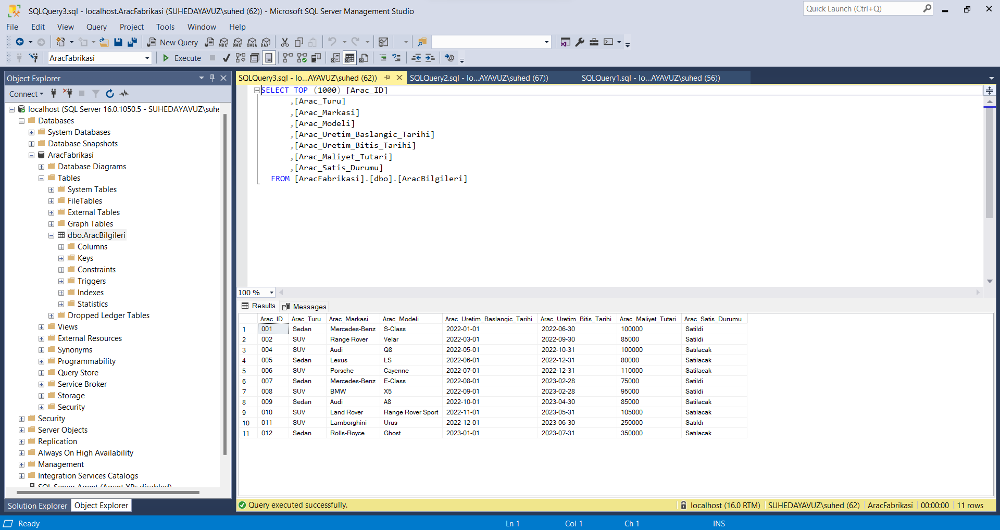 SQLQuery3.sql - localhost.AracFabrikasi (SUHEDAYAVUZ\suhed (62)) - Microsoft SQL Server Management Studio
Quick Launch (Ctrl+Q)
File Edit View Query Project Tools Window Help
New Query MDX DMX XMLA DAX
AracFabrikasi Execute
Object Explorer
Connect
localhost (SQL Server 16.0.1050.5 - SUHEDAYAVUZ\suhe
Databases
System Databases
Database Snapshots
AracFabrikasi
Database Diagrams
Tables
System Tables
FileTables
External Tables
Graph Tables
dbo.AracBilgileri
Columns
Keys
Constraints
Triggers
Indexes
Statistics
Dropped Ledger Tables
Views
External Resources
Synonyms
Programmability
Query Store
Service Broker
Storage
Security
Security
Server Objects
Replication
Always On High Availability
Management
Integration Services Catalogs
SQL Server Agent (Agent XPs disabled)
Solution Explorer Object Explorer
SQLQuery3.sql - lo...AYAVUZ\suhed (62)) SQLQuery2.sql - lo...AYAVUZ\suhed (67)) SQLQuery1.sql - lo...AYAVUZ\suhed (56))
SELECT TOP (1000) [Arac_ID]
,[Arac_Turu]
,[Arac_Markasi]
,[Arac_Modeli]
,[Arac_Uretim_Baslangic_Tarihi]
,[Arac_Uretim_Bitis_Tarihi]
,[Arac_Maliyet_Tutari]
,[Arac_Satis_Durumu]
FROM [AracFabrikasi].[dbo].[AracBilgileri]
100 %
Results Messages
Arac_ID Arac_Turu Arac_Markasi Arac_Modeli Arac_Uretim_Baslangic_Tarihi Arac_Uretim_Bitis_Tarihi Arac_Maliyet_Tutari Arac_Satis_Durumu
1 001 Sedan Mercedes-Benz S-Class 2022-01-01 2022-06-30 100000 Satildi
2 002 SUV Range Rover Velar 2022-03-01 2022-09-30 85000 Satildi
3 004 SUV Audi Q8 2022-05-01 2022-10-31 100000 Satılacak
4 005 Sedan Lexus LS 2022-06-01 2022-12-31 80000 Satılacak
5 006 SUV Porsche Cayenne 2022-07-01 2022-12-31 110000 Satilacak
6 007 Sedan Mercedes-Benz E-Class 2022-08-01 2023-02-28 75000 Satildi
7 008 SUV BMW X5 2022-09-01 2023-02-28 95000 Satildi
8 009 Sedan Audi A8 2022-10-01 2023-04-30 85000 Satilacak
9 010 SUV Land Rover Range Rover Sport 2022-11-01 2023-05-31 105000 Satılacak
10 011 SUV Lamborghini Urus 2022-12-01 2023-06-30 250000 Satıldı
11 012 Sedan Rolls-Royce Ghost 2023-01-01 2023-07-31 350000 Satılacak
Query executed successfully. localhost (16.0 RTM) SUHEDAYAVUZ\suhed (62) AracFabrikasi 00:00:00 11 rows
Ready Ln 1 Col 1 Ch 1 INS